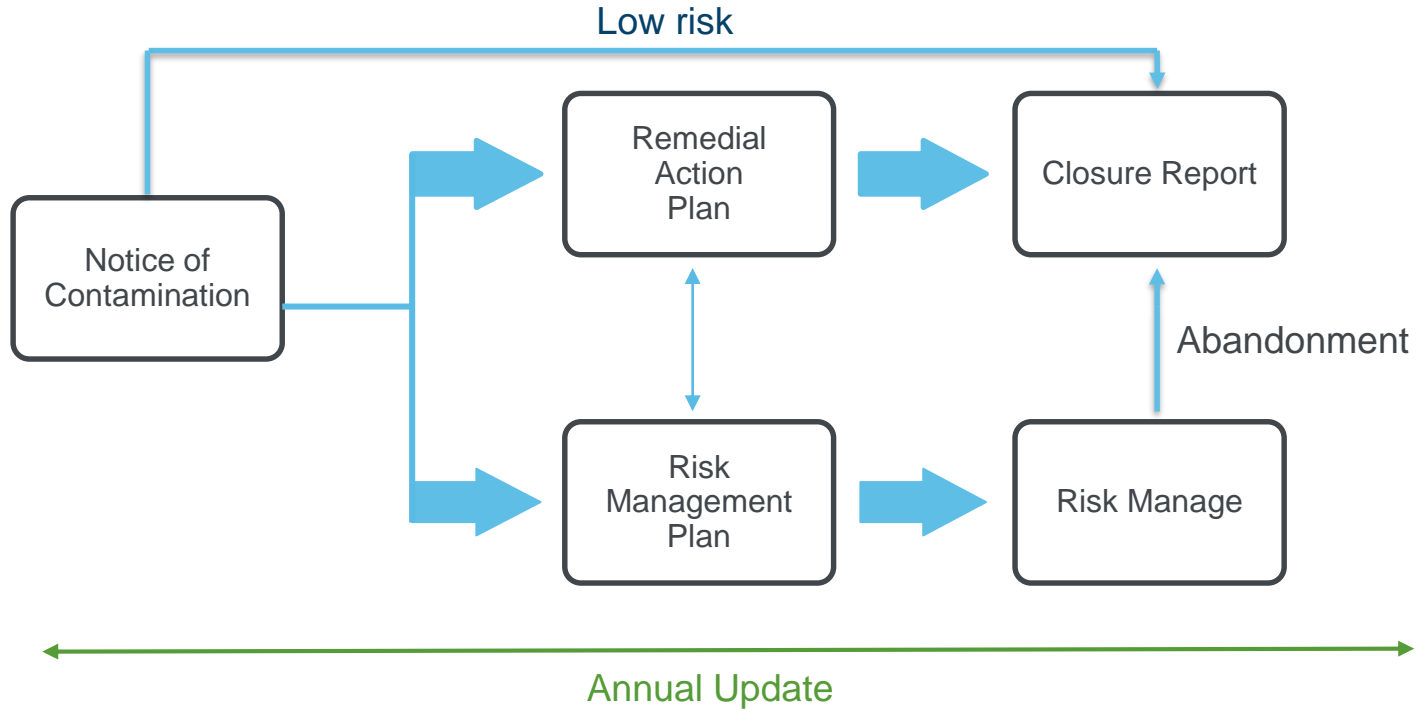 Low risk
Remedial
Action
Plan
Closure Report
Notice of
Contamination
Abandonment
Risk
Management
Plan
Risk Manage
Annual Update